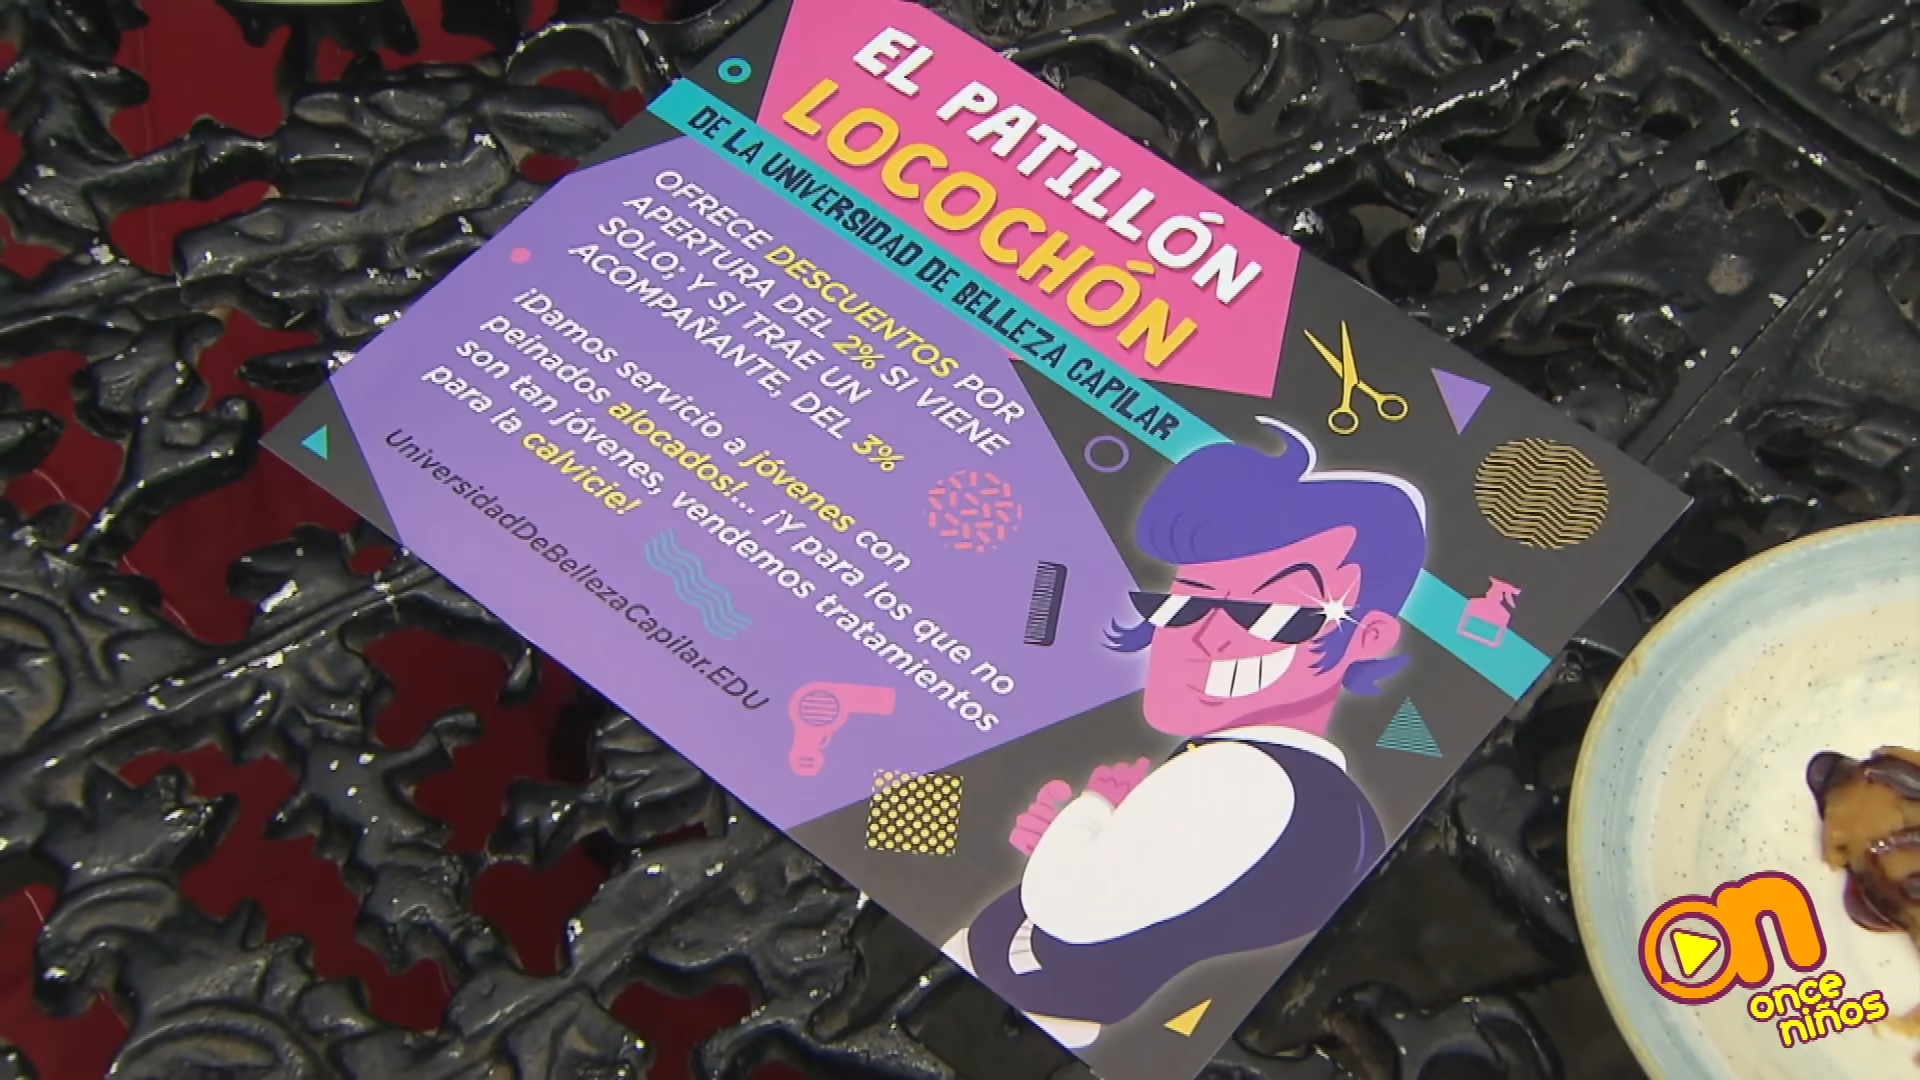 EL PATILLÓN
LOCOCHÓN
DE LA UNIVERSIDAD DE BELLEZA CAPILAR
OFRECE DESCUENTOS POR
APERTURA DEL 2% SI VIENE
SOLO; Y SI TRAE UN
ACOMPAÑANTE, DEL 3%
¡Damos servicio a jóvenes con
peinados alocados!... ¡Y para los que no
son tan jóvenes, vendemos tratamientos
para la calvicie!
UniversidadDeBellezaCapilar.EDU
on
once
niños